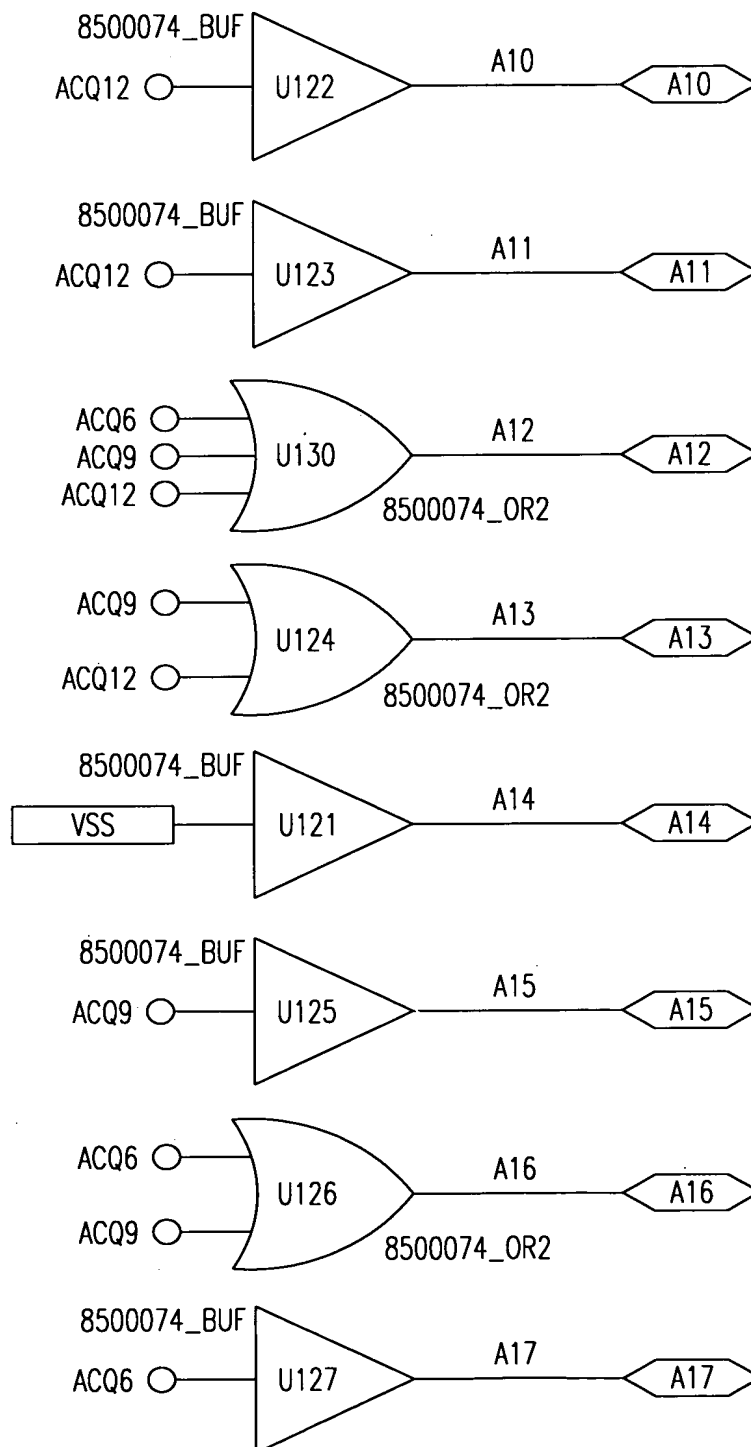 8500074_BUF
ACQ12 U122 A10 A10
8500074_BUF
ACQ12 U123 A11 A11
ACQ6
ACQ9 U130 A12 A12
ACQ12
8500074_OR2
ACQ9
U124 A13 A13
ACQ12
8500074_OR2
8500074_BUF
VSS U121 A14 A14
8500074_BUF
ACQ9 U125 A15 A15
ACQ6
U126 A16 A16
ACQ9
8500074_OR2
8500074_BUF
ACQ6 U127 A17 A17